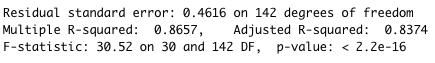 Residual standard error: 0.4616 on 142 degrees of freedom
Multiple R-squared:  0.8657,    Adjusted R-squared:  0.8374
F-statistic: 30.52 on 30 and 142 DF,  p-value: < 2.2e-16